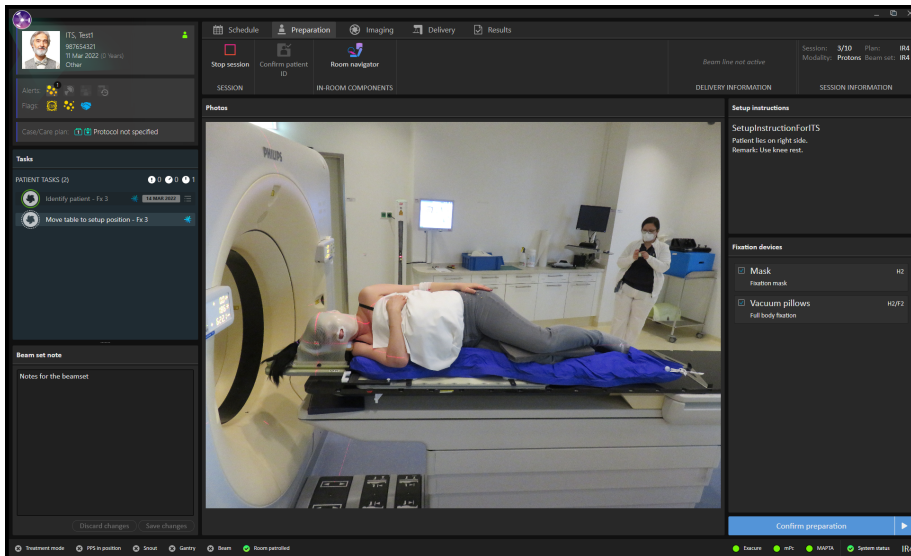 ITS, Test1
987654321
11 Mar 2022 (0 Years)
Other
Alerts:
1
Flags:
Case/Care plan: Protocol not specified
Schedule
Preparation
Imaging
Delivery
Results
Stop session
Confirm patient ID
Room navigator
SESSION
IN-ROOM COMPONENTS
Beam line not active
DELIVERY INFORMATION
Session: 3/10 Plan: IR4
Modality: Protons Beam set: IR4
SESSION INFORMATION
Tasks
PATIENT TASKS (2) 0 0 1
Identify patient - Fx 3 14 MAR 2022
Move table to setup position - Fx 3
Beam set note
Notes for the beamset
Discard changes
Save changes
Photos
PHILIPS
Setup instructions
SetupInstructionForITS
Patient lies on right side.
Remark: Use knee rest.
Fixation devices
Mask H2
Fixation mask
Vacuum pillows H2/F2
Full body fixation
Confirm preparation
Treatment mode
PPS in position
Snout
Gantry
Beam
Room patrolled
Exacure
mPc
MAPTA
System status